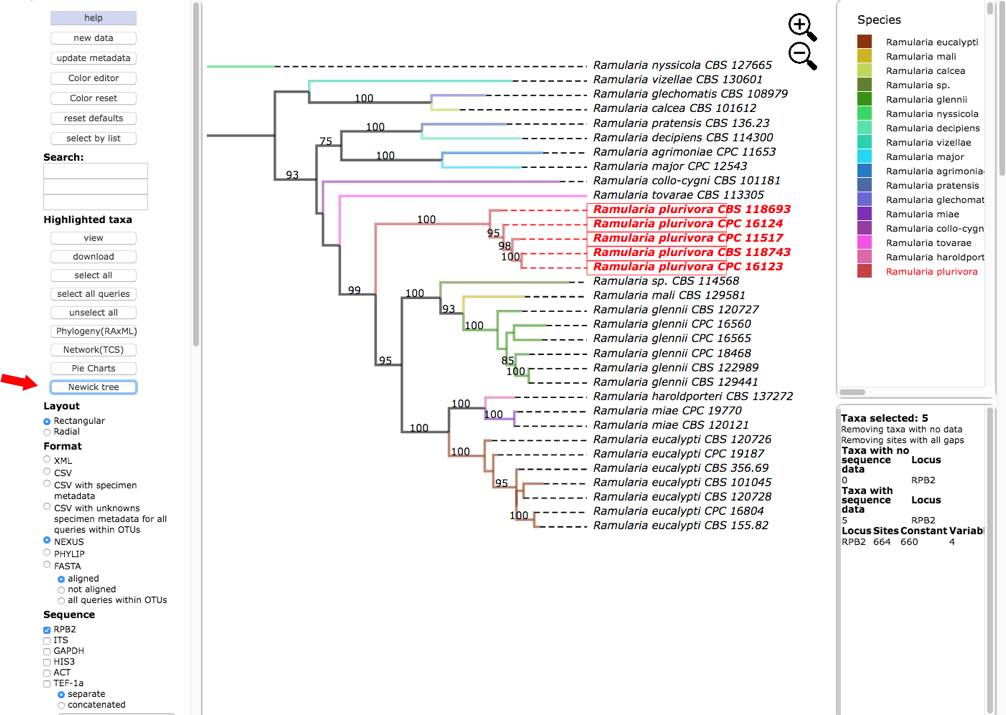 help
new data
update metadata
Color editor
Color reset
reset defaults
select by list
Search:
Highlighted taxa
view
download
select all
select all queries
unselect all
Phylogeny(RAxML)
Network(TCS)
Pie Charts
Newick tree
Layout
Rectangular
Radial
Format
XML
CSV
CSV with specimen
metadata
CSV with unknowns
specimen metadata for all
queries within OTUs
NEXUS
PHYLIP
FASTA
aligned
not aligned
all queries within OTUs
Sequence
RPB2
ITS
GAPDH
HIS3
ACT
TEF-1a
separate
concatenated
Ramularia nyssicola CBS 127665
Ramularia vizellae CBS 130601
Ramularia glechomatis CBS 108979
100
Ramularia calcea CBS 101612
Ramularia pratensis CBS 136.23
100
Ramularia decipiens CBS 114300
75
Ramularia agrimoniae CPC 11653
100
Ramularia major CPC 12543
93
Ramularia collo-cygni CBS 101181
Ramularia tovarae CBS 113305
Ramularia plurivora CBS 118693
100
Ramularia plurivora CPC 16124
95
Ramularia plurivora CPC 11517
98
Ramularia plurivora CBS 118743
100
Ramularia plurivora CPC 16123
Ramularia sp. CBS 114568
99
100
Ramularia mali CBS 129581
93
Ramularia glennii CBS 120727
100
Ramularia glennii CPC 16560
Ramularia glennii CPC 16565
Ramularia glennii CPC 18468
95
85
Ramularia glennii CBS 122989
100
Ramularia glennii CBS 129441
Ramularia haroldporteri CBS 137272
100
Ramularia miae CPC 19770
100
Ramularia miae CBS 120121
100
Ramularia eucalypti CBS 120726
100
Ramularia eucalypti CPC 19187
Ramularia eucalypti CBS 356.69
95
Ramularia eucalypti CBS 101045
Ramularia eucalypti CBS 120728
Ramularia eucalypti CPC 16804
100
Ramularia eucalypti CBS 155.82
Species
Ramularia eucalypti
Ramularia mali
Ramularia calcea
Ramularia sp.
Ramularia glennii
Ramularia nyssicola
Ramularia decipiens
Ramularia vizellae
Ramularia major
Ramularia agrimonia
Ramularia pratensis
Ramularia glechomat
Ramularia miae
Ramularia collo-cygn
Ramularia tovarae
Ramularia haroldport
Ramularia plurivora
Taxa selected: 5
Removing taxa with no data
Removing sites with all gaps
Taxa with no
sequence Locus
data
0 RPB2
Taxa with
sequence Locus
data
5 RPB2
Locus Sites Constant Variabl
RPB2 664 660 4